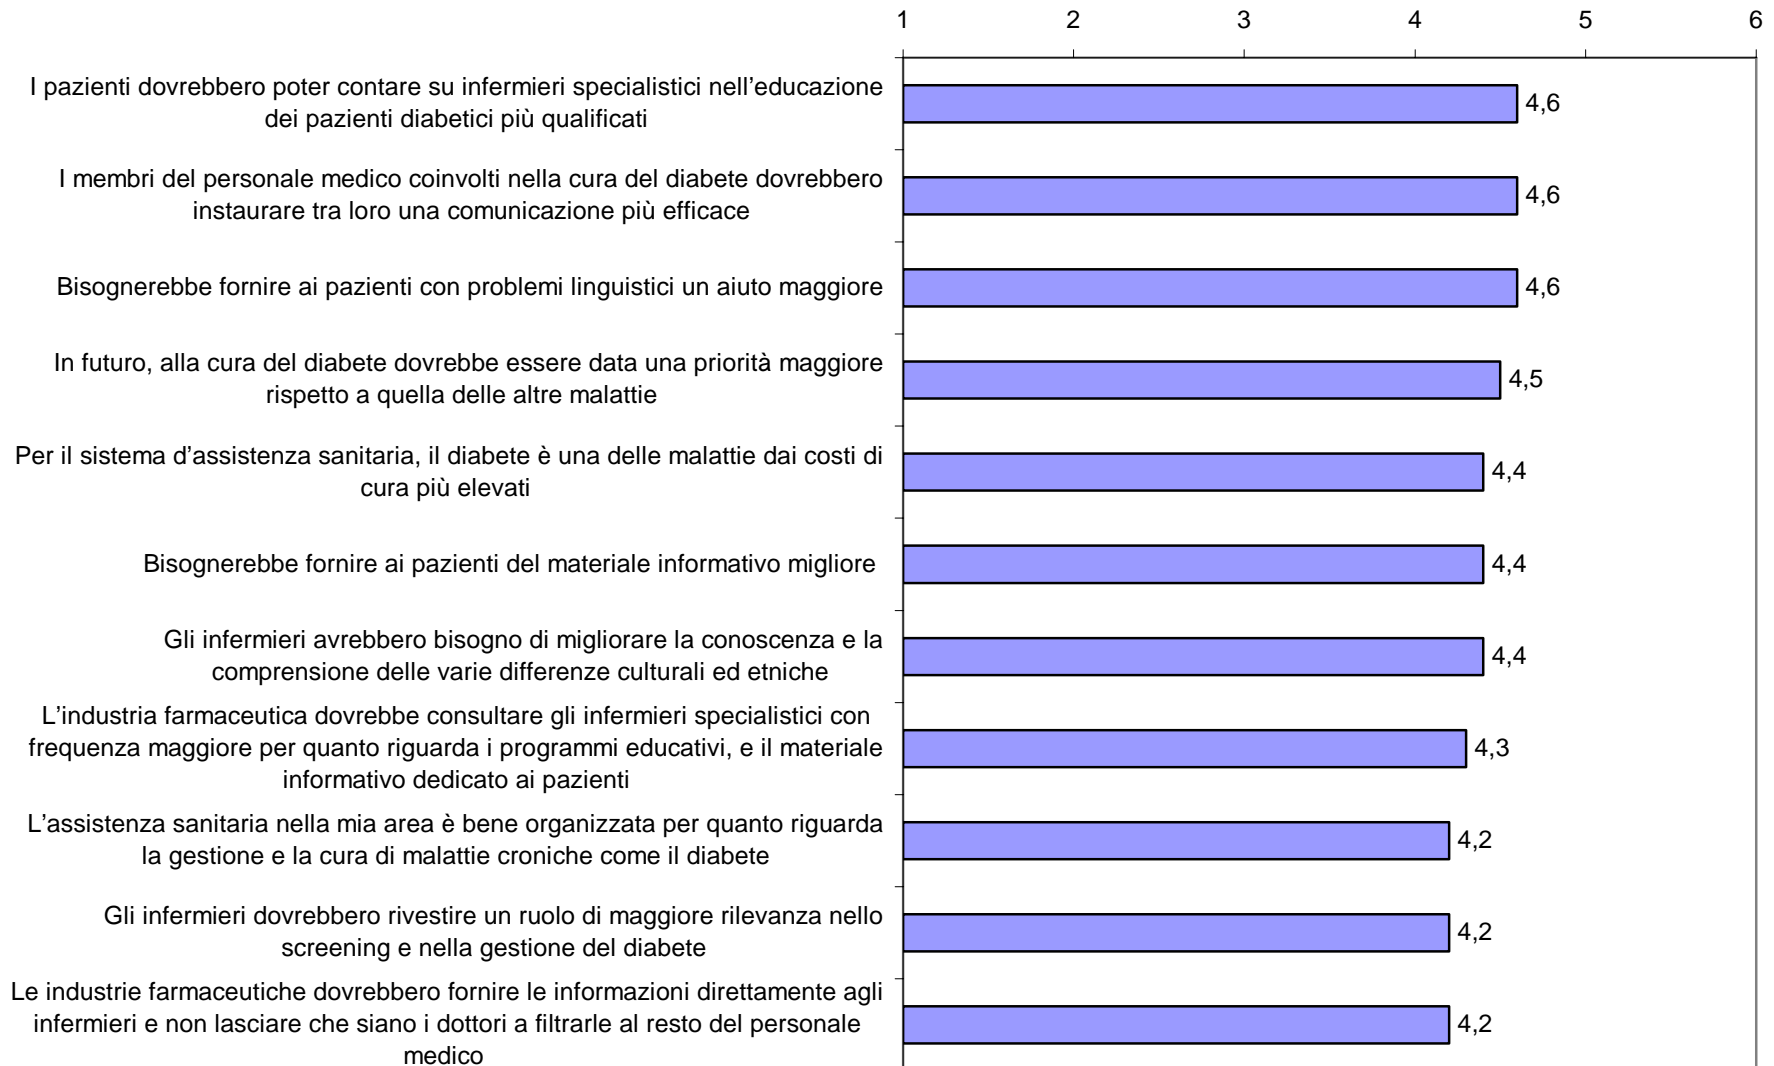 1 2 3 4 5 6
I pazienti dovrebbero poter contare su infermieri specialistici nell'educazione
dei pazienti diabetici più qualificati
4,6
I membri del personale medico coinvolti nella cura del diabete dovrebbero
instaurare tra loro una comunicazione più efficace
4,6
Bisognerebbe fornire ai pazienti con problemi linguistici un aiuto maggiore
4,6
In futuro, alla cura del diabete dovrebbe essere data una priorità maggiore
rispetto a quella delle altre malattie
4,5
Per il sistema d'assistenza sanitaria, il diabete è una delle malattie dai costi di
cura più elevati
4,4
Bisognerebbe fornire ai pazienti del materiale informativo migliore
4,4
Gli infermieri avrebbero bisogno di migliorare la conoscenza e la
comprensione delle varie differenze culturali ed etniche
4,4
L'industria farmaceutica dovrebbe consultare gli infermieri specialistici con
frequenza maggiore per quanto riguarda i programmi educativi, e il materiale
informativo dedicato ai pazienti
4,3
L'assistenza sanitaria nella mia area è bene organizzata per quanto riguarda
la gestione e la cura di malattie croniche come il diabete
4,2
Gli infermieri dovrebbero rivestire un ruolo di maggiore rilevanza nello
screening e nella gestione del diabete
4,2
Le industrie farmaceutiche dovrebbero fornire le informazioni direttamente agli
infermieri e non lasciare che siano i dottori a filtrarle al resto del personale
medico
4,2